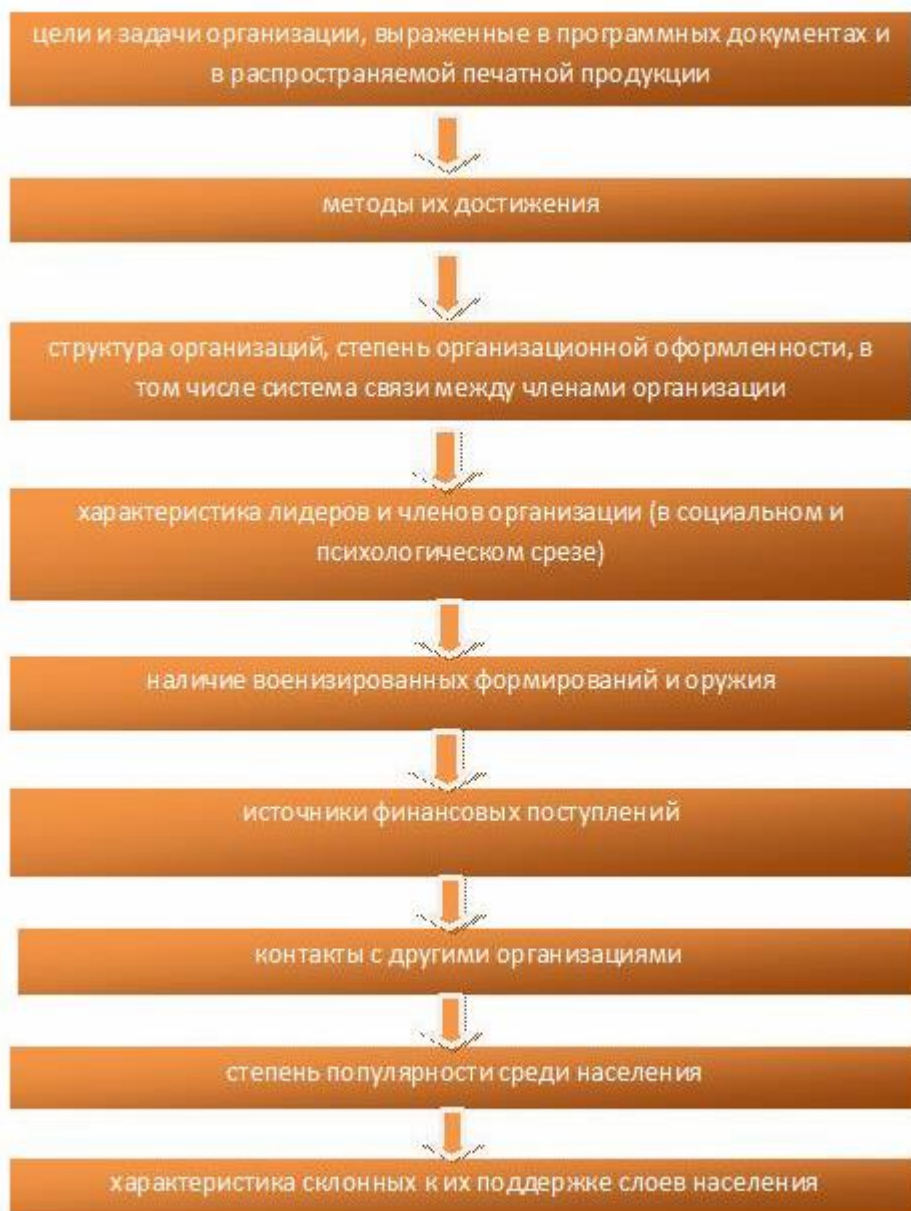 цели и задачи организации, выраженные в программных документах и
в распространяемой печатной продукции
методы их достижения
структура организаций, степень организационной оформленности, в
том числе система связи между членами организации
характеристика лидеров и членов организации (в социальном и
психологическом срезе)
наличие военизированных формирований и оружия
источники финансовых поступлений
контакты с другими организациями
степень популярности среди населения
характеристика склонных к их поддержке слоев населения